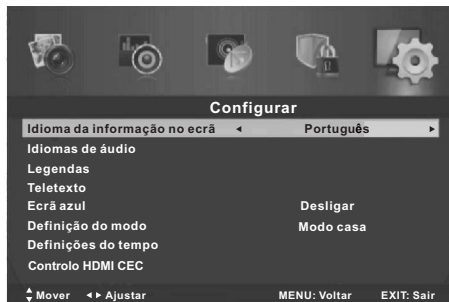 Configurar
Idioma da informação no ecrã ◄ Português ►
Idiomas de áudio
Legendas
Teletexto
Ecrã azul Desligar
Definição do modo Modo casa
Definições do tempo
Controlo HDMI CEC
Mover ◄► Ajustar MENU: Voltar EXIT: Sair